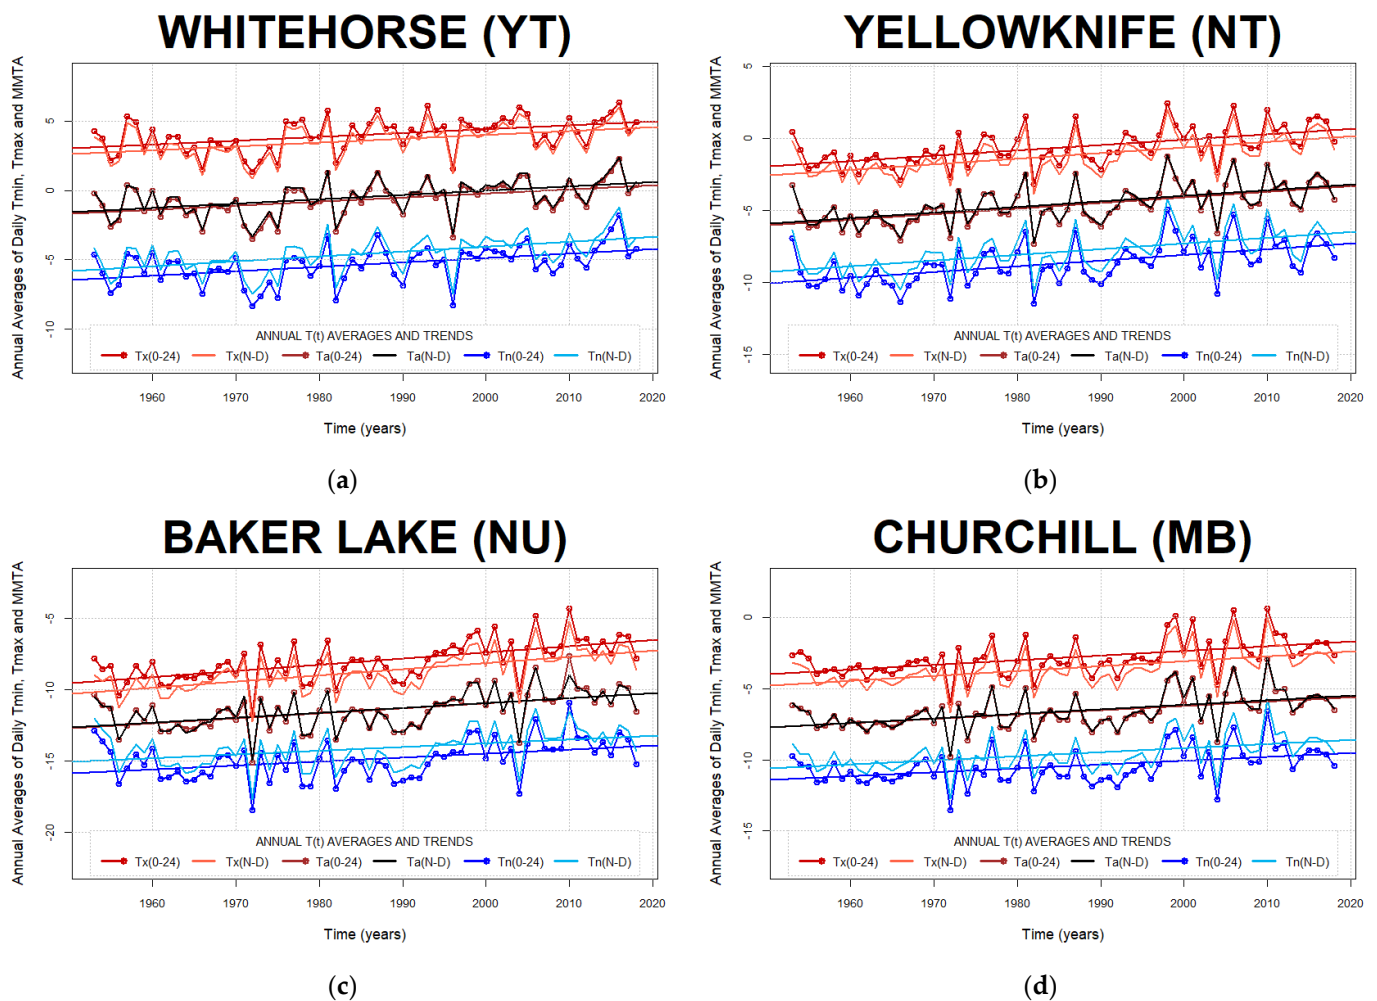 WHITEHORSE (YT)
Annual Averages of Daily Tmin, Tmax and MMTA
5
0
-5
-10
ANNUAL T(t) AVERAGES AND TRENDS
Tx(0-24) Tx(N-D) Ta(0-24) Ta(N-D) Tn(0-24) Tn(N-D)
1960 1970 1980 1990 2000 2010 2020
Time (years)
(a)
YELLOWKNIFE (NT)
Annual Averages of Daily Tmin, Tmax and MMTA
5
0
-5
-10
-15
ANNUAL T(t) AVERAGES AND TRENDS
Tx(0-24) Tx(N-D) Ta(0-24) Ta(N-D) Tn(0-24) Tn(N-D)
1960 1970 1980 1990 2000 2010 2020
Time (years)
(b)
BAKER LAKE (NU)
Annual Averages of Daily Tmin, Tmax and MMTA
-5
-10
-15
-20
ANNUAL T(t) AVERAGES AND TRENDS
Tx(0-24) Tx(N-D) Ta(0-24) Ta(N-D) Tn(0-24) Tn(N-D)
1960 1970 1980 1990 2000 2010 2020
Time (years)
(c)
CHURCHILL (MB)
Annual Averages of Daily Tmin, Tmax and MMTA
0
-5
-10
-15
ANNUAL T(t) AVERAGES AND TRENDS
Tx(0-24) Tx(N-D) Ta(0-24) Ta(N-D) Tn(0-24) Tn(N-D)
1960 1970 1980 1990 2000 2010 2020
Time (years)
(d)